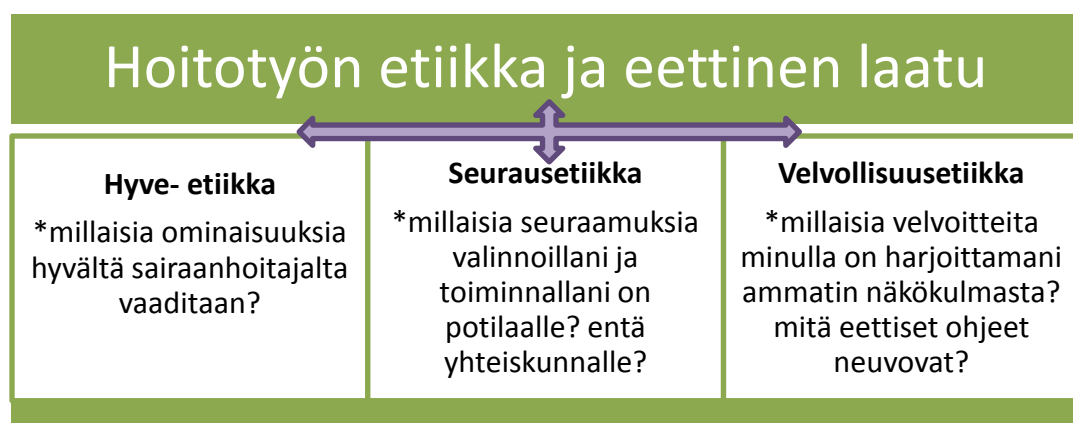 Hoitotyön etiikka ja eettinen laatu
Hyve- etiikka
*millaisia ominaisuuksia
hyvältä sairaanhoitajalta
vaaditaan?
Seurausetiikka
*millaisia seuraamuksia
valinnoillani ja
toiminnallani on
potilaalle? entä
yhteiskunnalle?
Velvollisuusetiikka
*millaisia velvoitteita
minulla on harjoittamani
ammatin näkökulmasta?
mitä eettiset ohjeet
neuvovat?